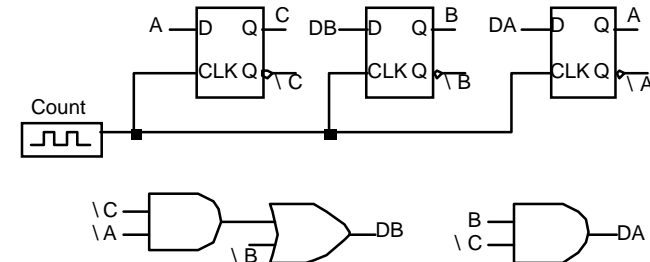 A D Q C
CLK Q \ C
DB D Q B
CLK Q \ B
DA D Q A
CLK Q \ A
Count
\ C
\ A
\ B
DB
B
\ C
DA